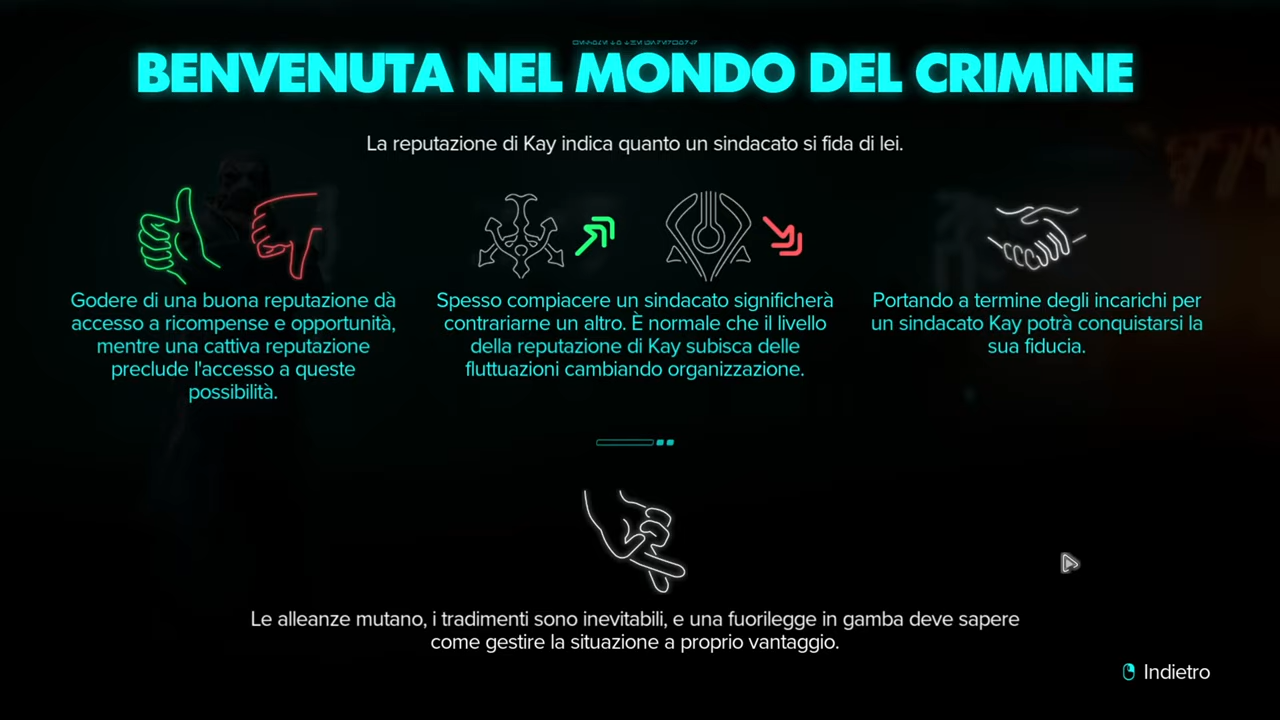 BENVENUTA NEL MONDO DEL CRIMINE
La reputazione di Kay indica quanto un sindacato si fida di lei.
Godere di una buona reputazione dà
accesso a ricompense e opportunità,
mentre una cattiva reputazione
preclude l'accesso a queste
possibilità.
Spesso compiacere un sindacato significherà
contrariarne un altro. È normale che il livello
della reputazione di Kay subisca delle
fluttuazioni cambiando organizzazione.
Portando a termine degli incarichi per
un sindacato Kay potrà conquistarsi la
sua fiducia.
Le alleanze mutano, i tradimenti sono inevitabili, e una fuorilegge in gamba deve sapere
come gestire la situazione a proprio vantaggio.
Indietro